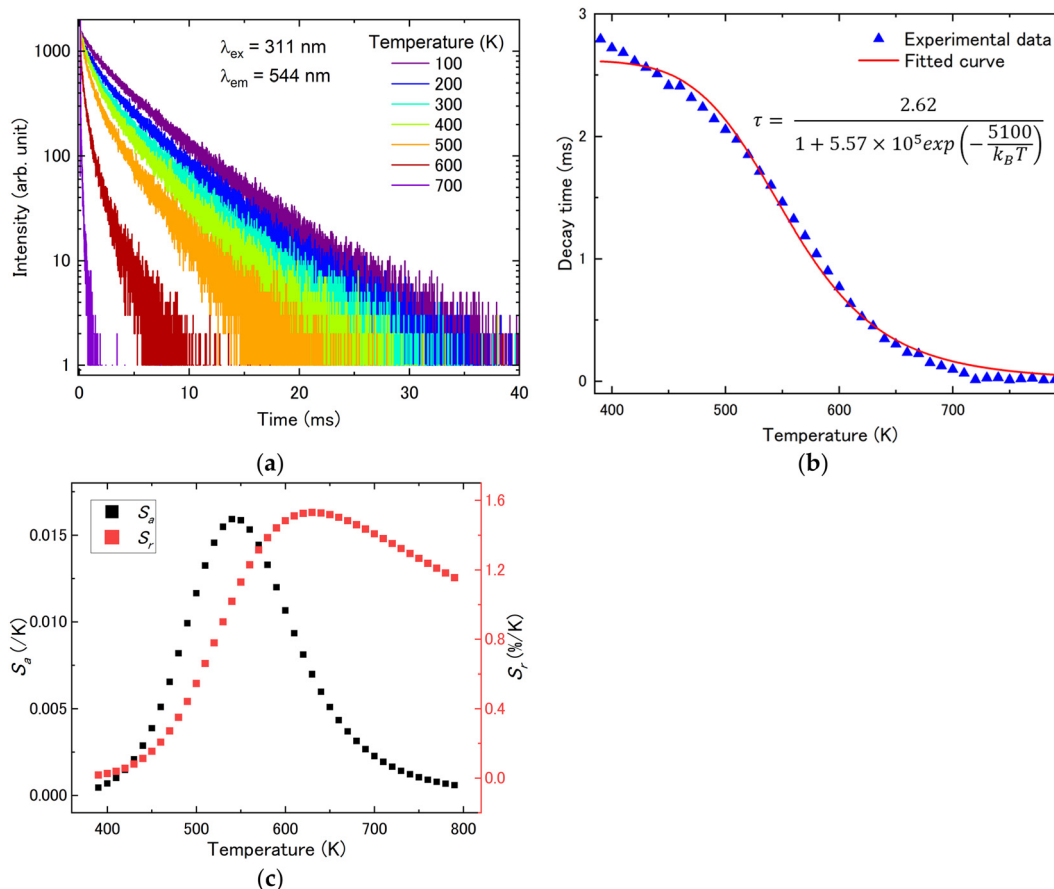 λex = 311 nm
λem = 544 nm
Temperature (K)
100
200
300
400
500
600
700
1000
100
10
1
Intensity (arb. unit)
0 10 20 30 40
Time (ms)
(a)
Experimental data
Fitted curve
τ = 2.62 / (1 + 5.57 × 10⁵exp(−5100/kBT))
3
2
1
0
Decay time (ms)
400 500 600 700
Temperature (K)
(b)
Sa
Sr
0.015
0.010
0.005
0.000
Sa (/K)
1.6
1.2
0.8
0.4
0.0
Sr (%/K)
400 500 600 700 800
Temperature (K)
(c)